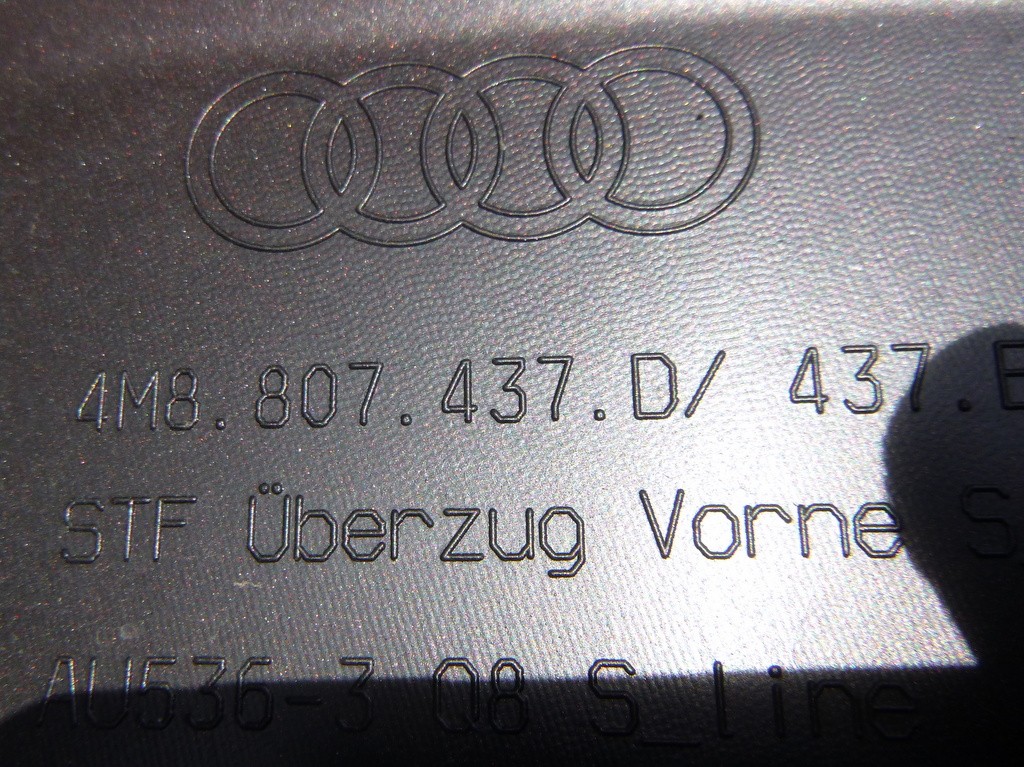 4M8.807.437.D/ 437.E
STF Überzug Vorne S
AU536-3 Q8 S_line